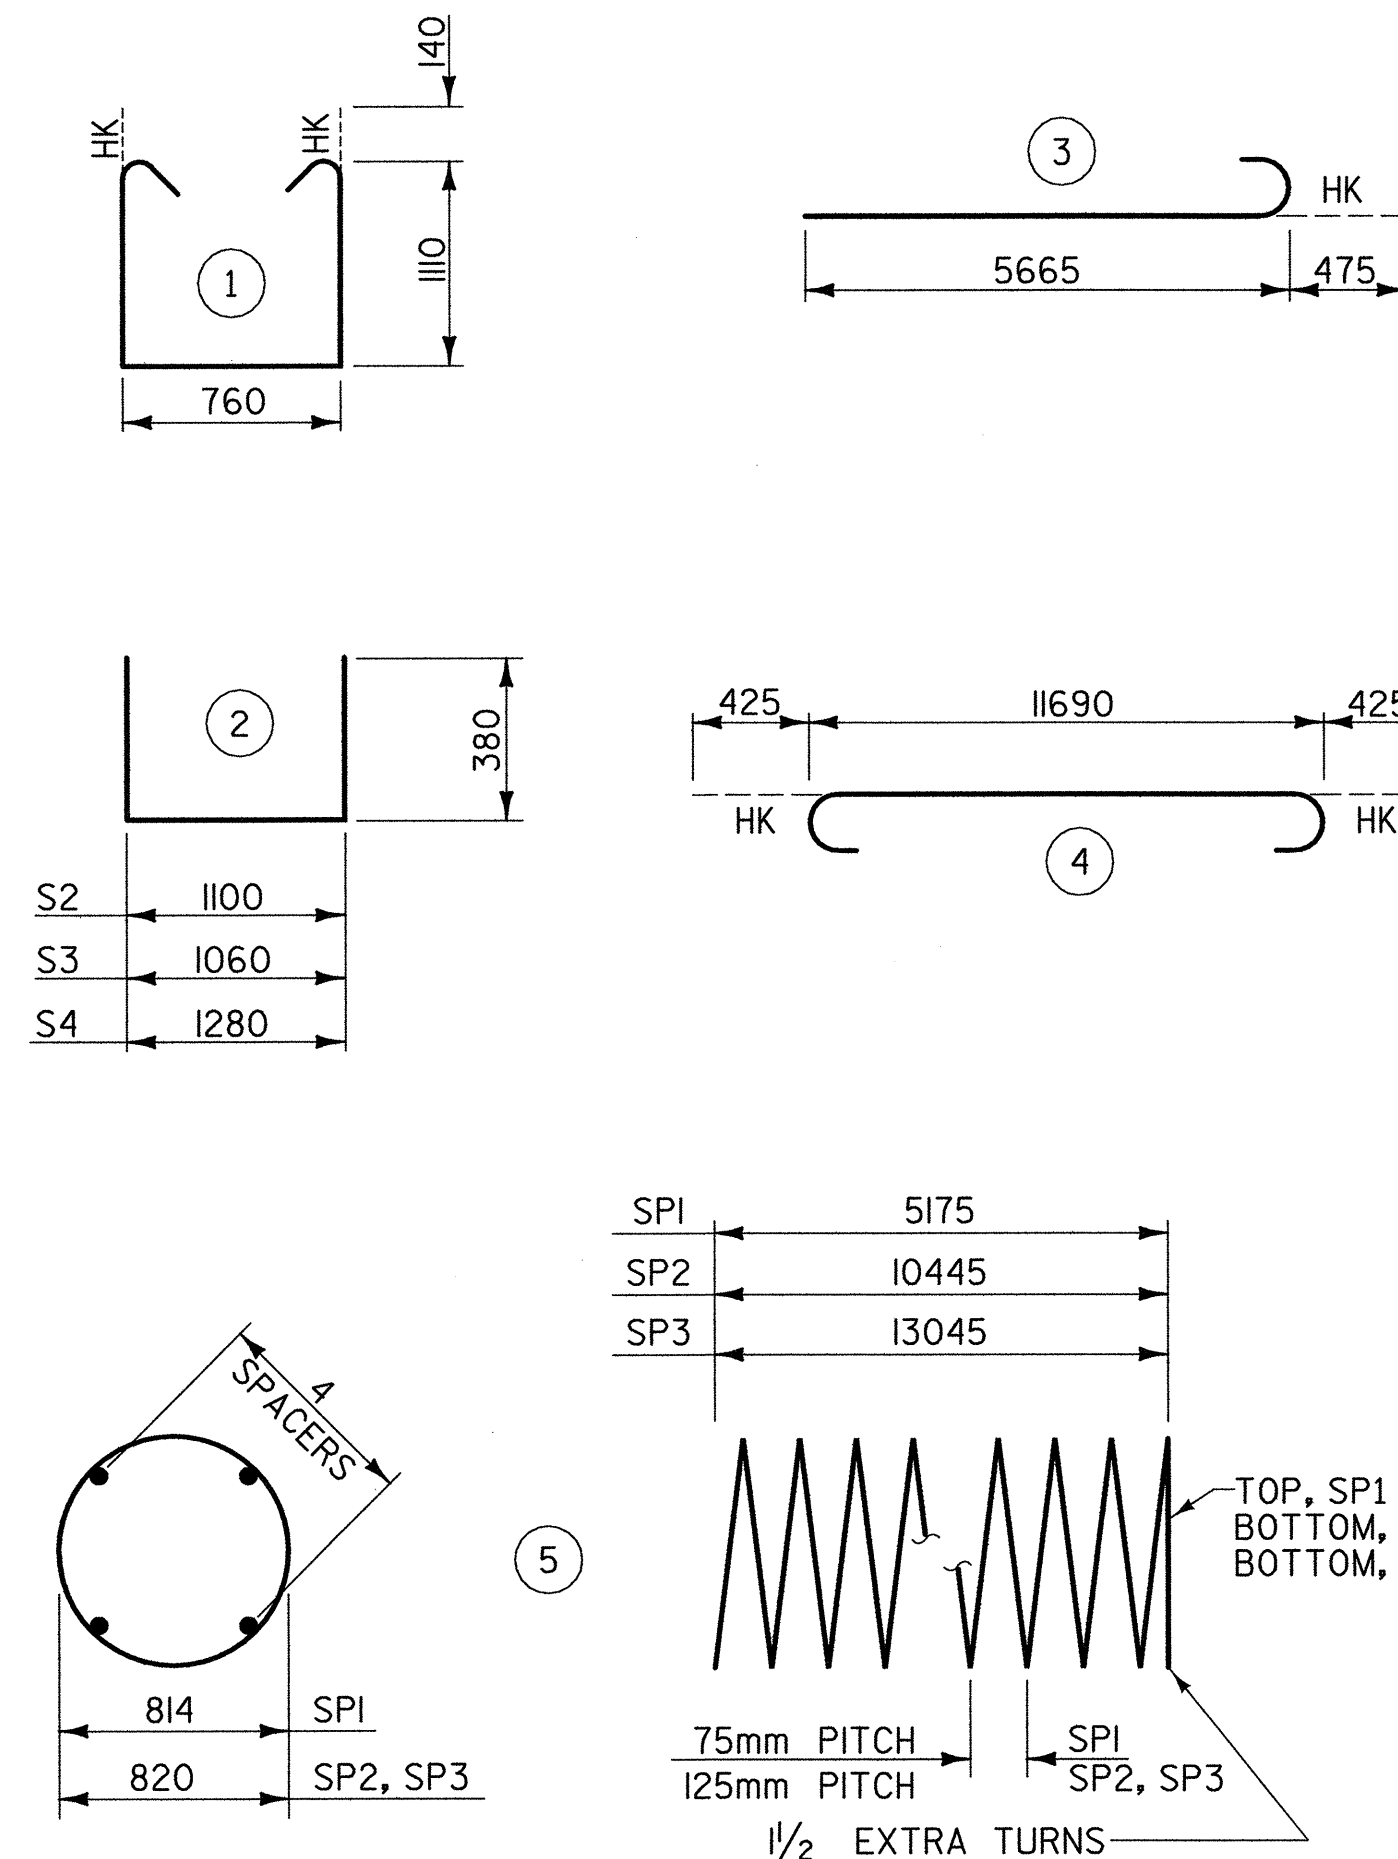 140
HK
HK
1110
1
760
3
HK
5665
475
2
380
S2 1100
S3 1060
S4 1280
425
11690
425
HK
HK
4
SP1 5175
SP2 10445
SP3 13045
4
SPACERS
5
TOP, SP1
BOTTOM,
BOTTOM,
814 SP1
820 SP2, SP3
75mm PITCH SP1
125mm PITCH SP2, SP3
1 1/2 EXTRA TURNS